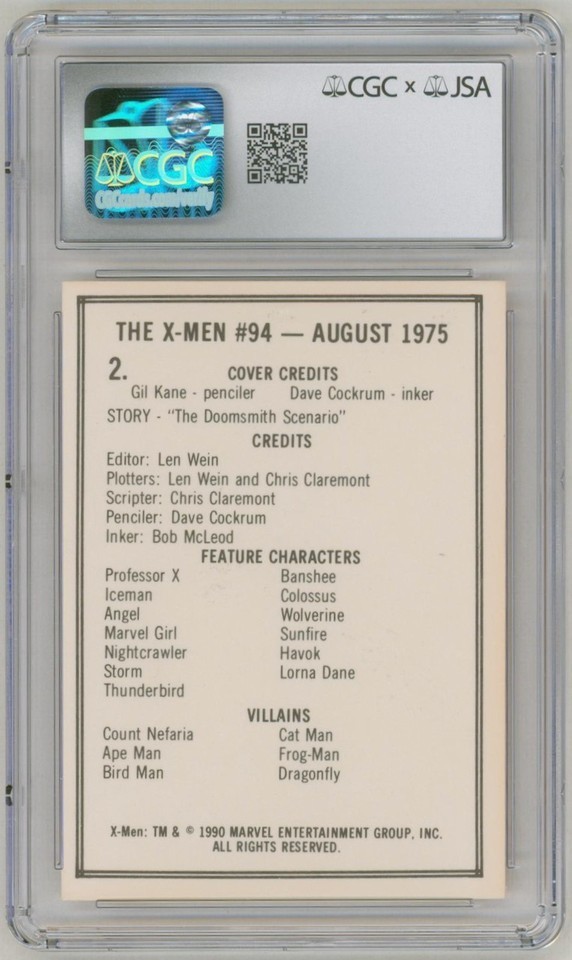 CGC x JSA
CGC
THE X-MEN #94 — AUGUST 1975
2.
COVER CREDITS
Gil Kane - penciler Dave Cockrum - inker
STORY - "The Doomsmith Scenario"
CREDITS
Editor: Len Wein
Plotters: Len Wein and Chris Claremont
Scripter: Chris Claremont
Penciler: Dave Cockrum
Inker: Bob McLeod
FEATURE CHARACTERS
Professor X Banshee
Iceman Colossus
Angel Wolverine
Marvel Girl Sunfire
Nightcrawler Havok
Storm Lorna Dane
Thunderbird
VILLAINS
Count Nefaria Cat Man
Ape Man Frog-Man
Bird Man Dragonfly
X-Men: TM & © 1990 MARVEL ENTERTAINMENT GROUP, INC.
ALL RIGHTS RESERVED.